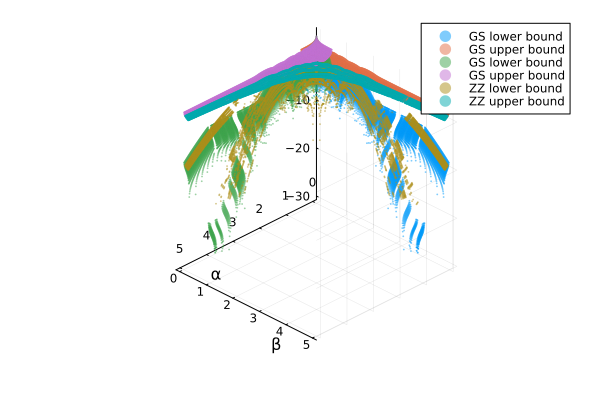 GS lower bound
GS upper bound
GS lower bound
GS upper bound
ZZ lower bound
ZZ upper bound
−10
−20
−30
0
1
2
3
4
5
α
0
1
2
3
4
5
β